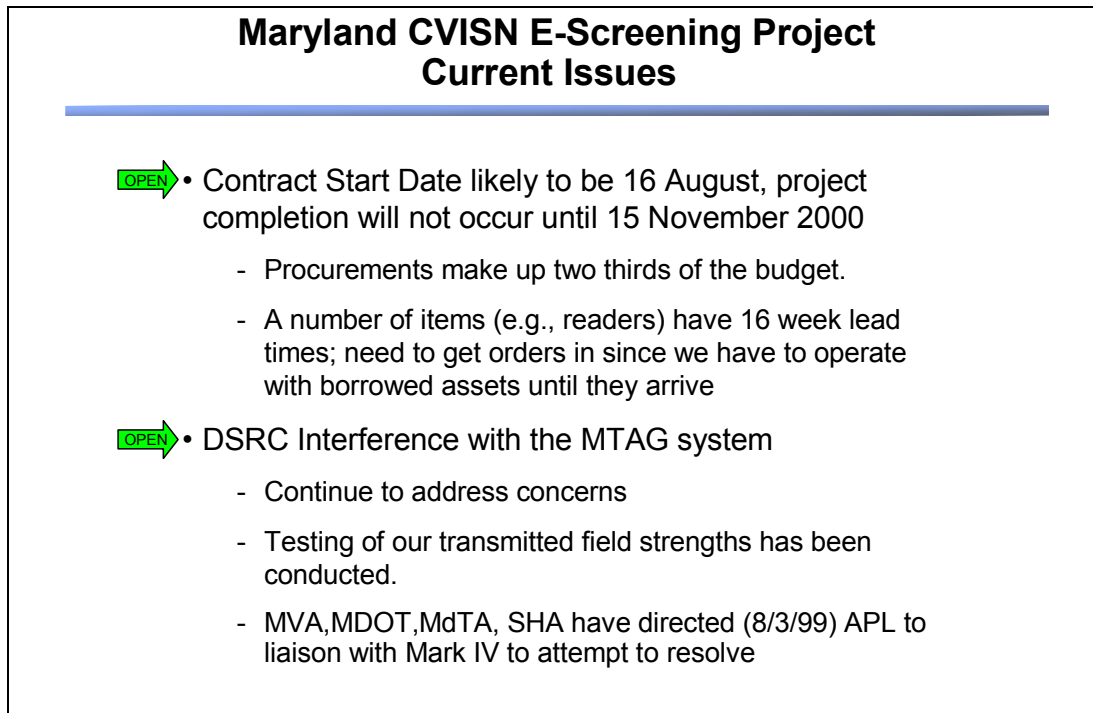 Maryland CVISN E-Screening Project
Current Issues
OPEN • Contract Start Date likely to be 16 August, project
completion will not occur until 15 November 2000
- Procurements make up two thirds of the budget.
- A number of items (e.g., readers) have 16 week lead
times; need to get orders in since we have to operate
with borrowed assets until they arrive
OPEN • DSRC Interference with the MTAG system
- Continue to address concerns
- Testing of our transmitted field strengths has been
conducted.
- MVA,MDOT,MdTA, SHA have directed (8/3/99) APL to
liaison with Mark IV to attempt to resolve